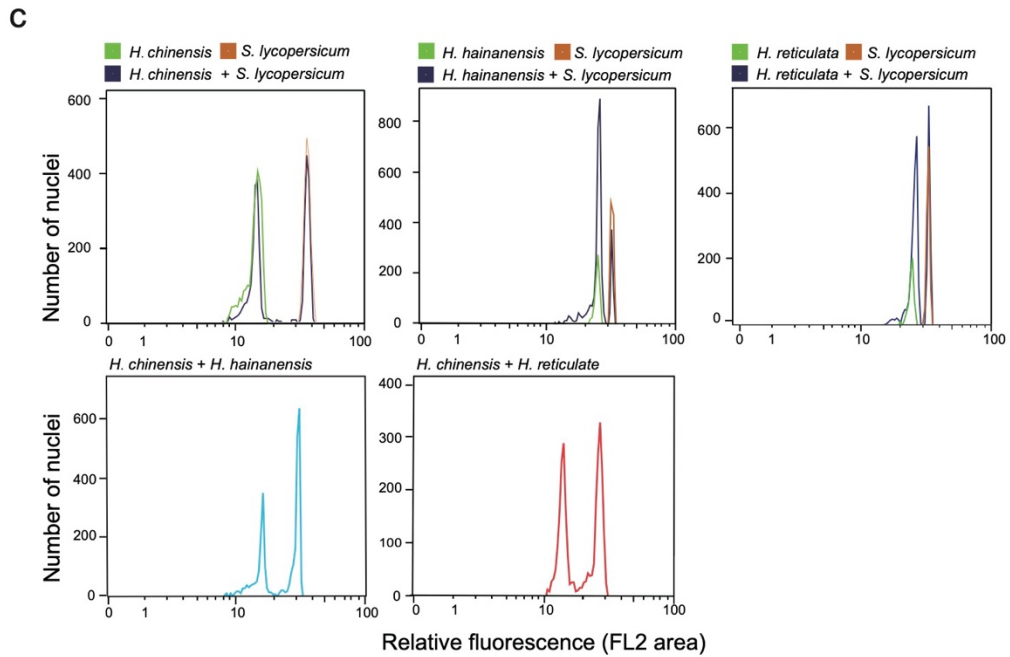 C
H. chinensis S. lycopersicum
H. chinensis + S. lycopersicum
H. hainanensis S. lycopersicum
H. hainanensis + S. lycopersicum
H. reticulata S. lycopersicum
H. reticulata + S. lycopersicum
Number of nuclei
600
400
200
0
0 1 10 100
800
600
400
200
0
0 1 10 100
600
400
200
0
0 1 10 100
H. chinensis + H. hainanensis
H. chinensis + H. reticulate
Number of nuclei
600
400
200
0
0 1 10 100
400
300
200
100
0
0 1 10 100
Relative fluorescence (FL2 area)